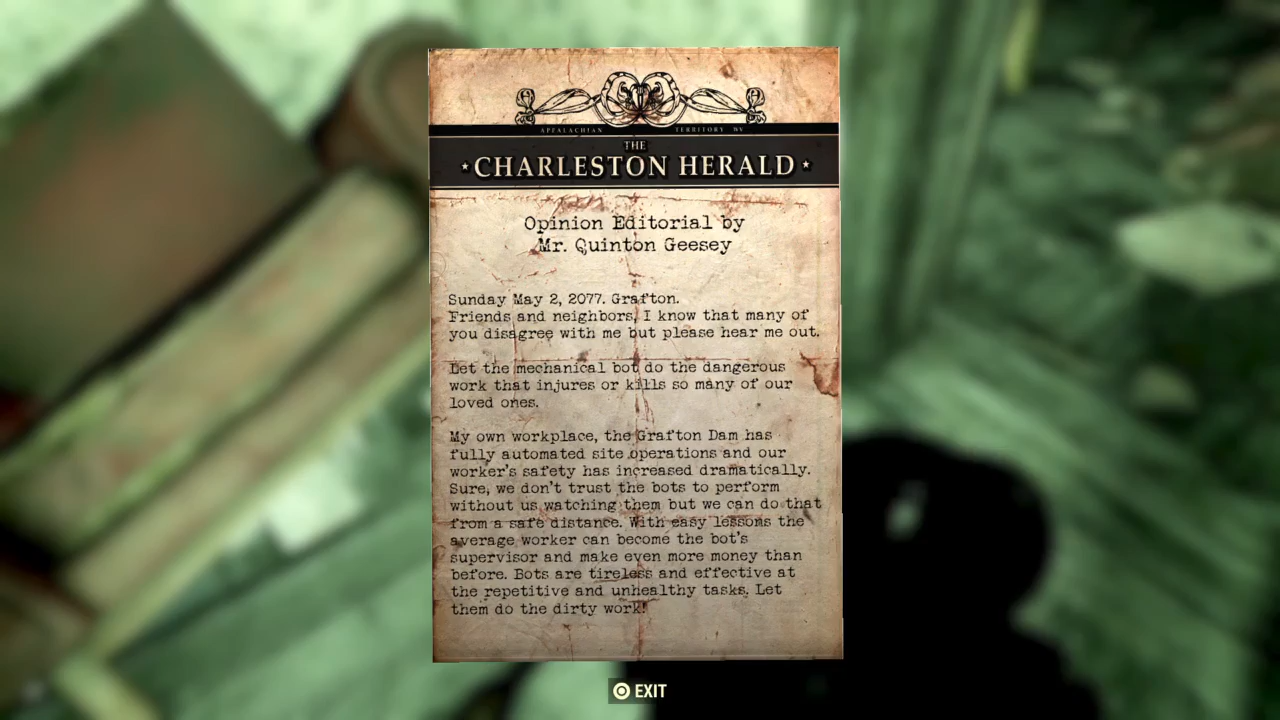 APPALACHIAN TERRITORY WV
THE
CHARLESTON HERALD
Opinion Editorial by
Mr. Quinton Geesey
Sunday May 2, 2077. Grafton.
Friends and neighbors, I know that many of
you disagree with me but please hear me out.
Let the mechanical bot do the dangerous
work that injures or kills so many of our
loved ones.
My own workplace, the Grafton Dam has
fully automated site operations and our
worker's safety has increased dramatically.
Sure, we don't trust the bots to perform
without us watching them but we can do that
from a safe distance. With easy lessons the
average worker can become the bot's
supervisor and make even more money than
before. Bots are tireless and effective at
the repetitive and unhealthy tasks. Let
them do the dirty work!
EXIT